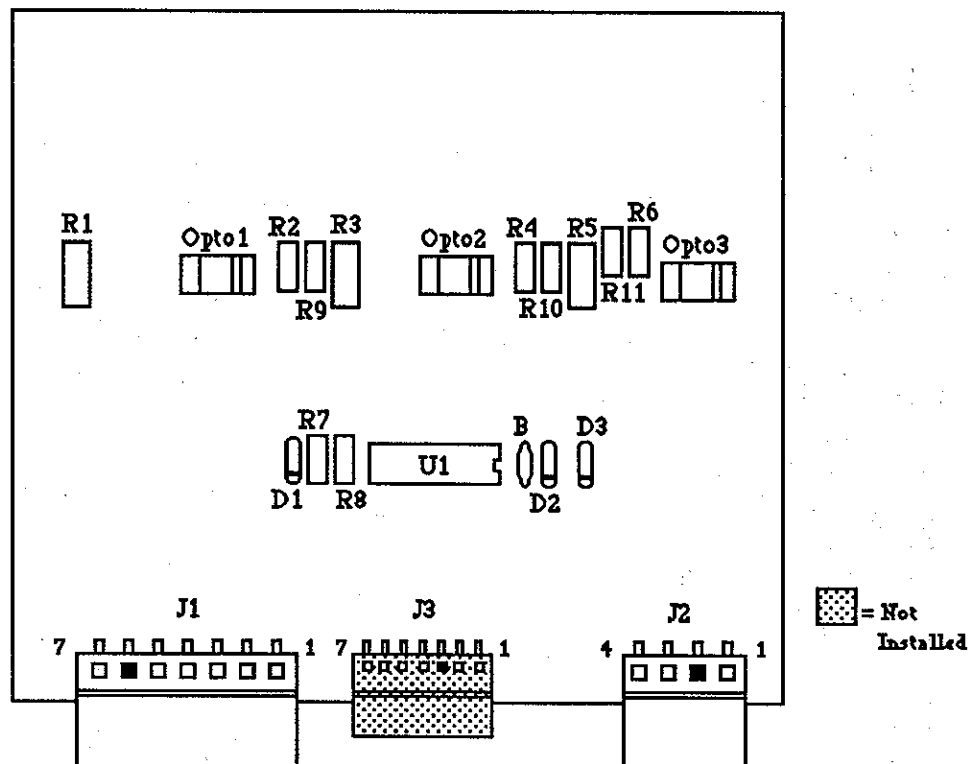 R1
Opto1
R2
R3
R9
Opto2
R4
R5
R6
R10
R11
Opto3
R7
D1
R8
U1
B
D3
D2
J1
7 1
J3
7 1
J2
4 1
= Not
Installed